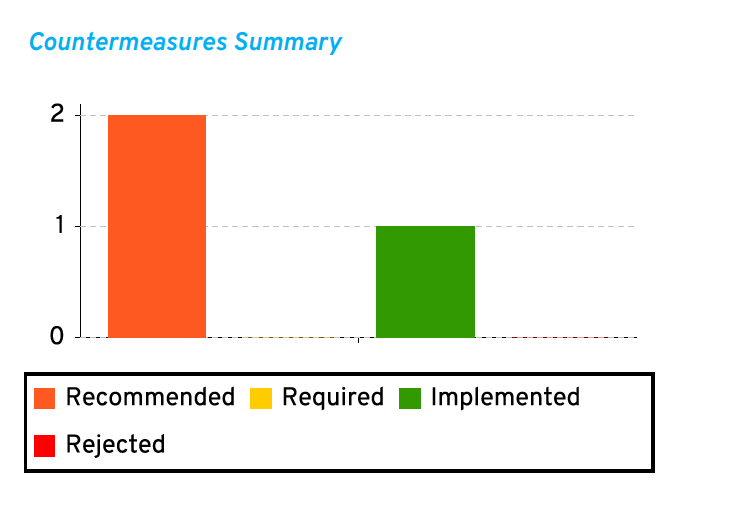 Countermeasures Summary
2
1
0
Recommended Required Implemented
Rejected